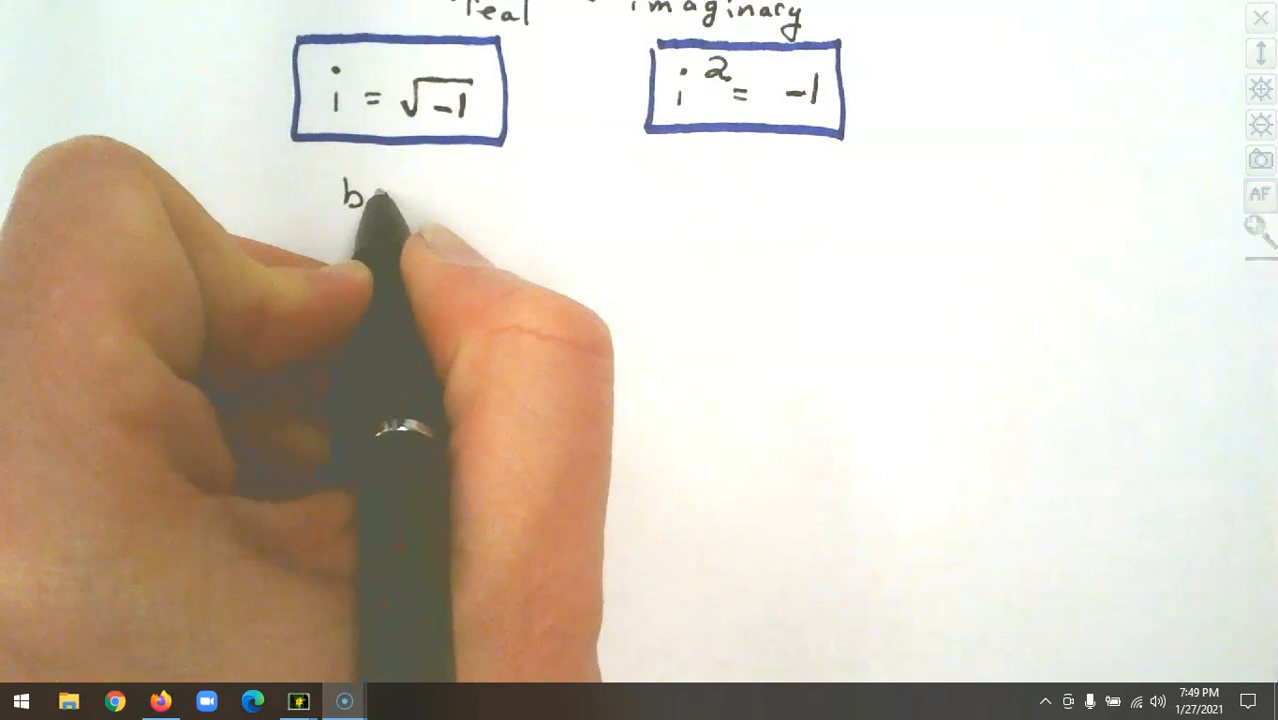 real imaginary
i = √-1 i² = -1
b
AF
7:49 PM
1/27/2021